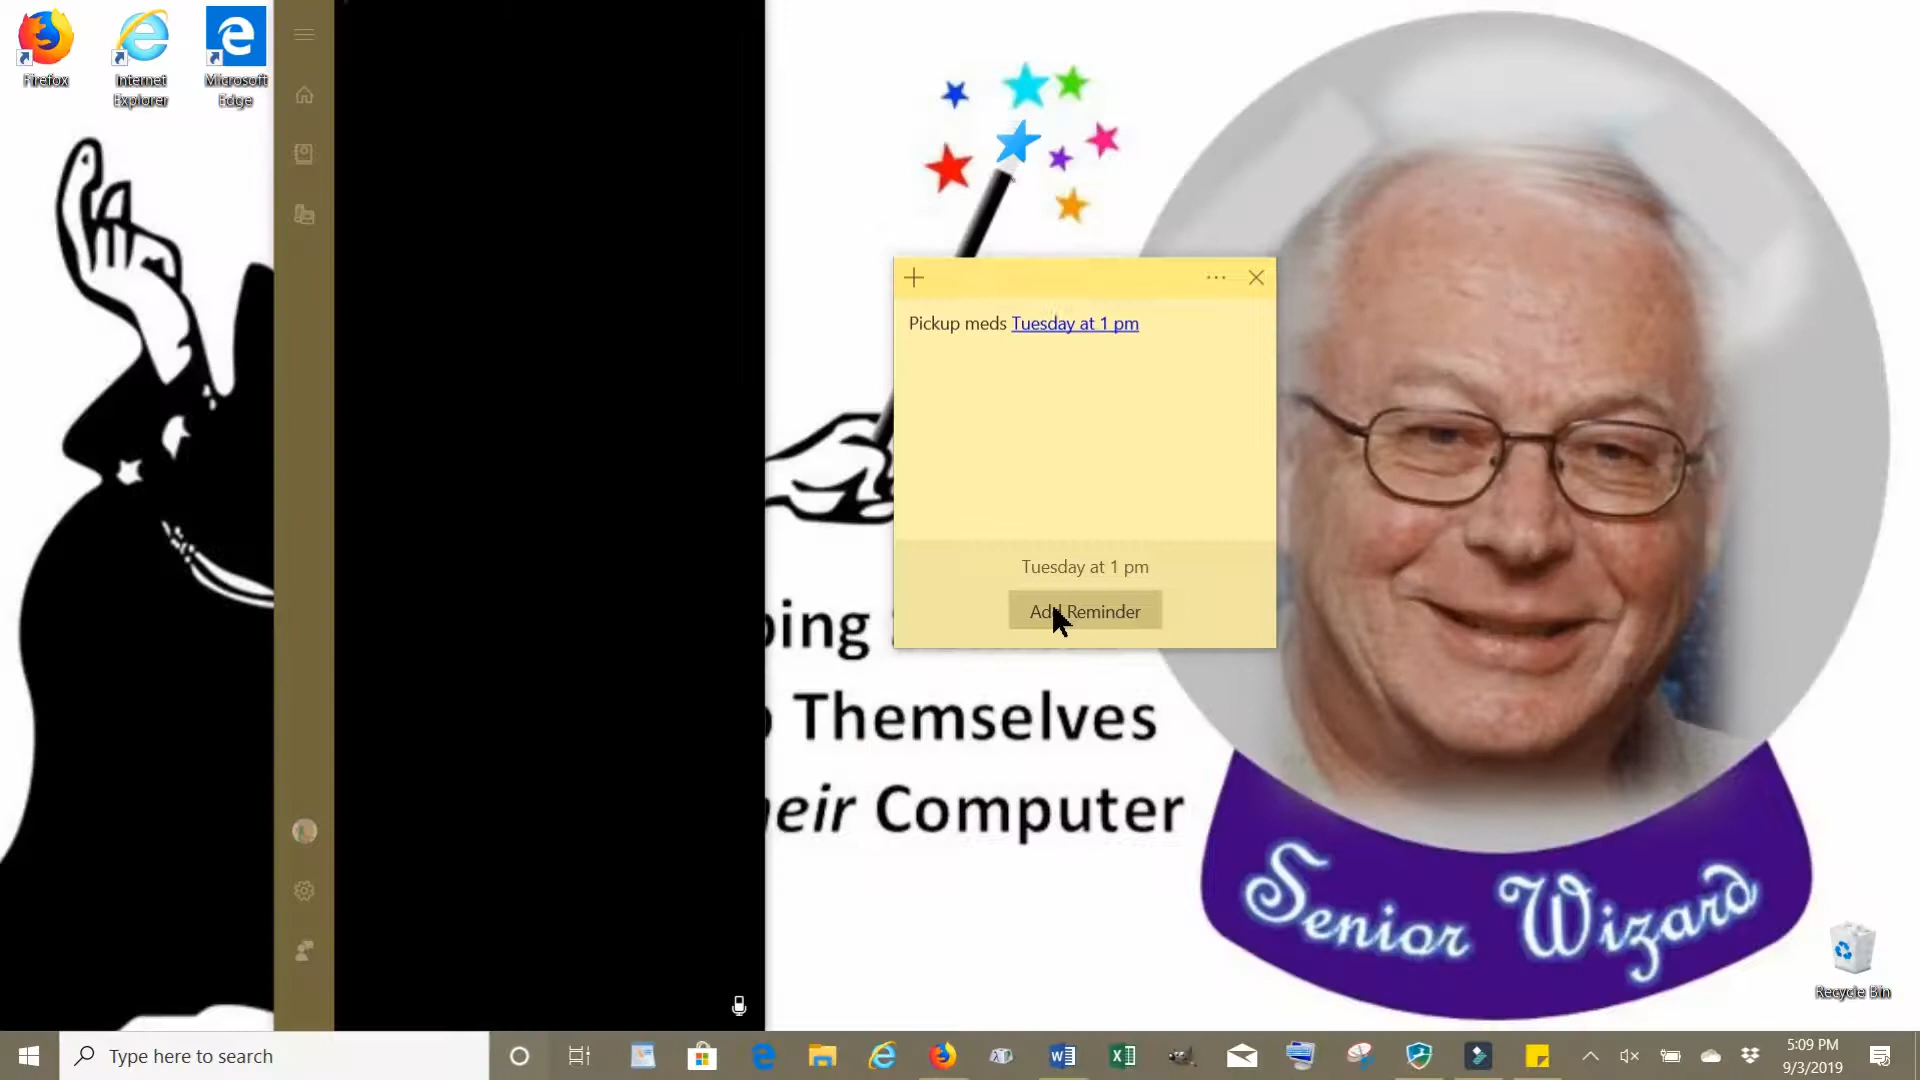 Firefox
Internet
Explorer
Microsoft
Edge
Pickup meds Tuesday at 1 pm
Tuesday at 1 pm
Add Reminder
Themselves
Computer
Senior Wizard
Recycle Bin
Type here to search
5:09 PM
9/3/2019